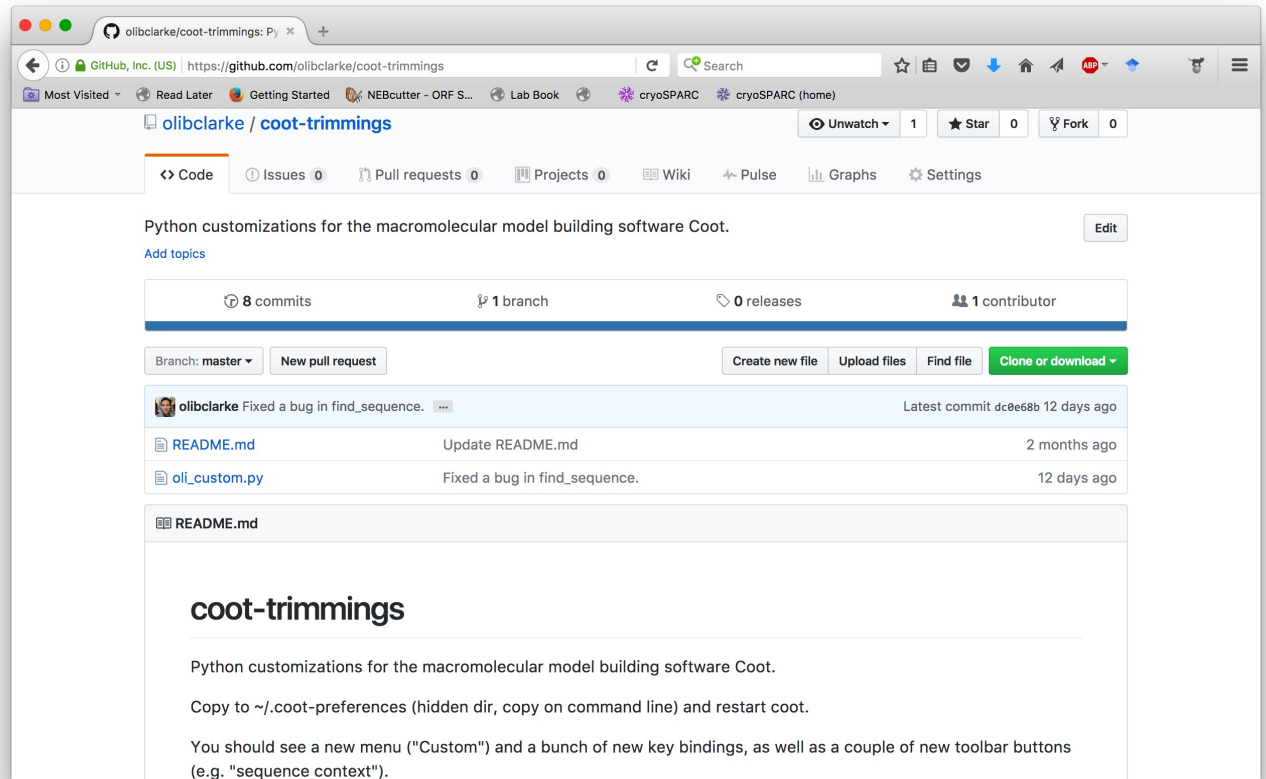 olibclarke/coot-trimmings: Py
GitHub, Inc. (US) https://github.com/olibclarke/coot-trimmings Search ABP
Most Visited Read Later Getting Started NEBcutter - ORF S... Lab Book cryoSPARC cryoSPARC (home)
olibclarke / coot-trimmings Unwatch 1 Star 0 Fork 0
Code Issues 0 Pull requests 0 Projects 0 Wiki Pulse Graphs Settings
Python customizations for the macromolecular model building software Coot. Edit
Add topics
8 commits 1 branch 0 releases 1 contributor
Branch: master New pull request Create new file Upload files Find file Clone or download
olibclarke Fixed a bug in find_sequence. ... Latest commit dc0e68b 12 days ago
README.md Update README.md 2 months ago
oli_custom.py Fixed a bug in find_sequence. 12 days ago
README.md
coot-trimmings
Python customizations for the macromolecular model building software Coot.
Copy to ~/.coot-preferences (hidden dir, copy on command line) and restart coot.
You should see a new menu ("Custom") and a bunch of new key bindings, as well as a couple of new toolbar buttons
(e.g. "sequence context").